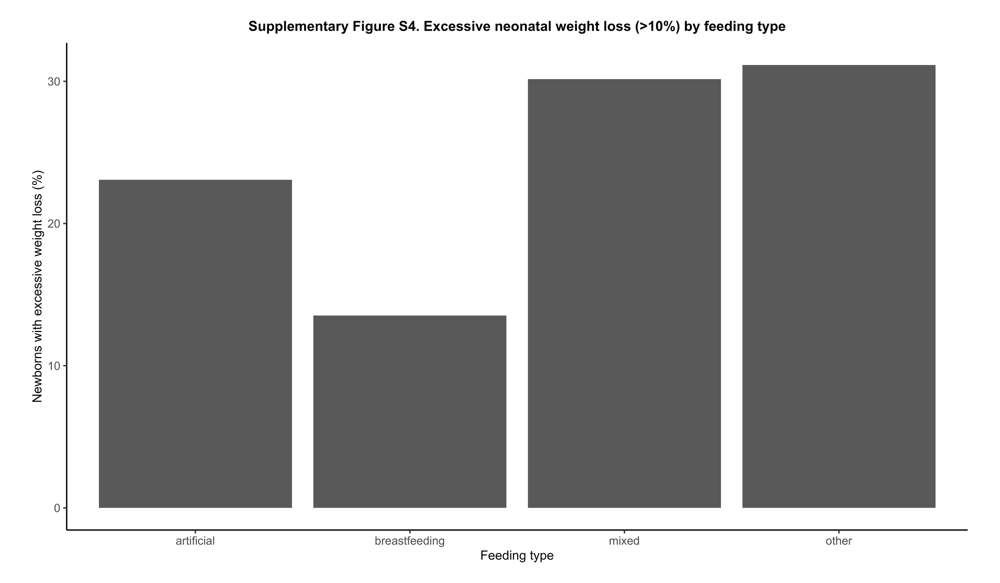 Supplementary Figure S4. Excessive neonatal weight loss (>10%) by feeding type
Newborns with excessive weight loss (%)
30
20
10
0
artificial
breastfeeding
mixed
other
Feeding type